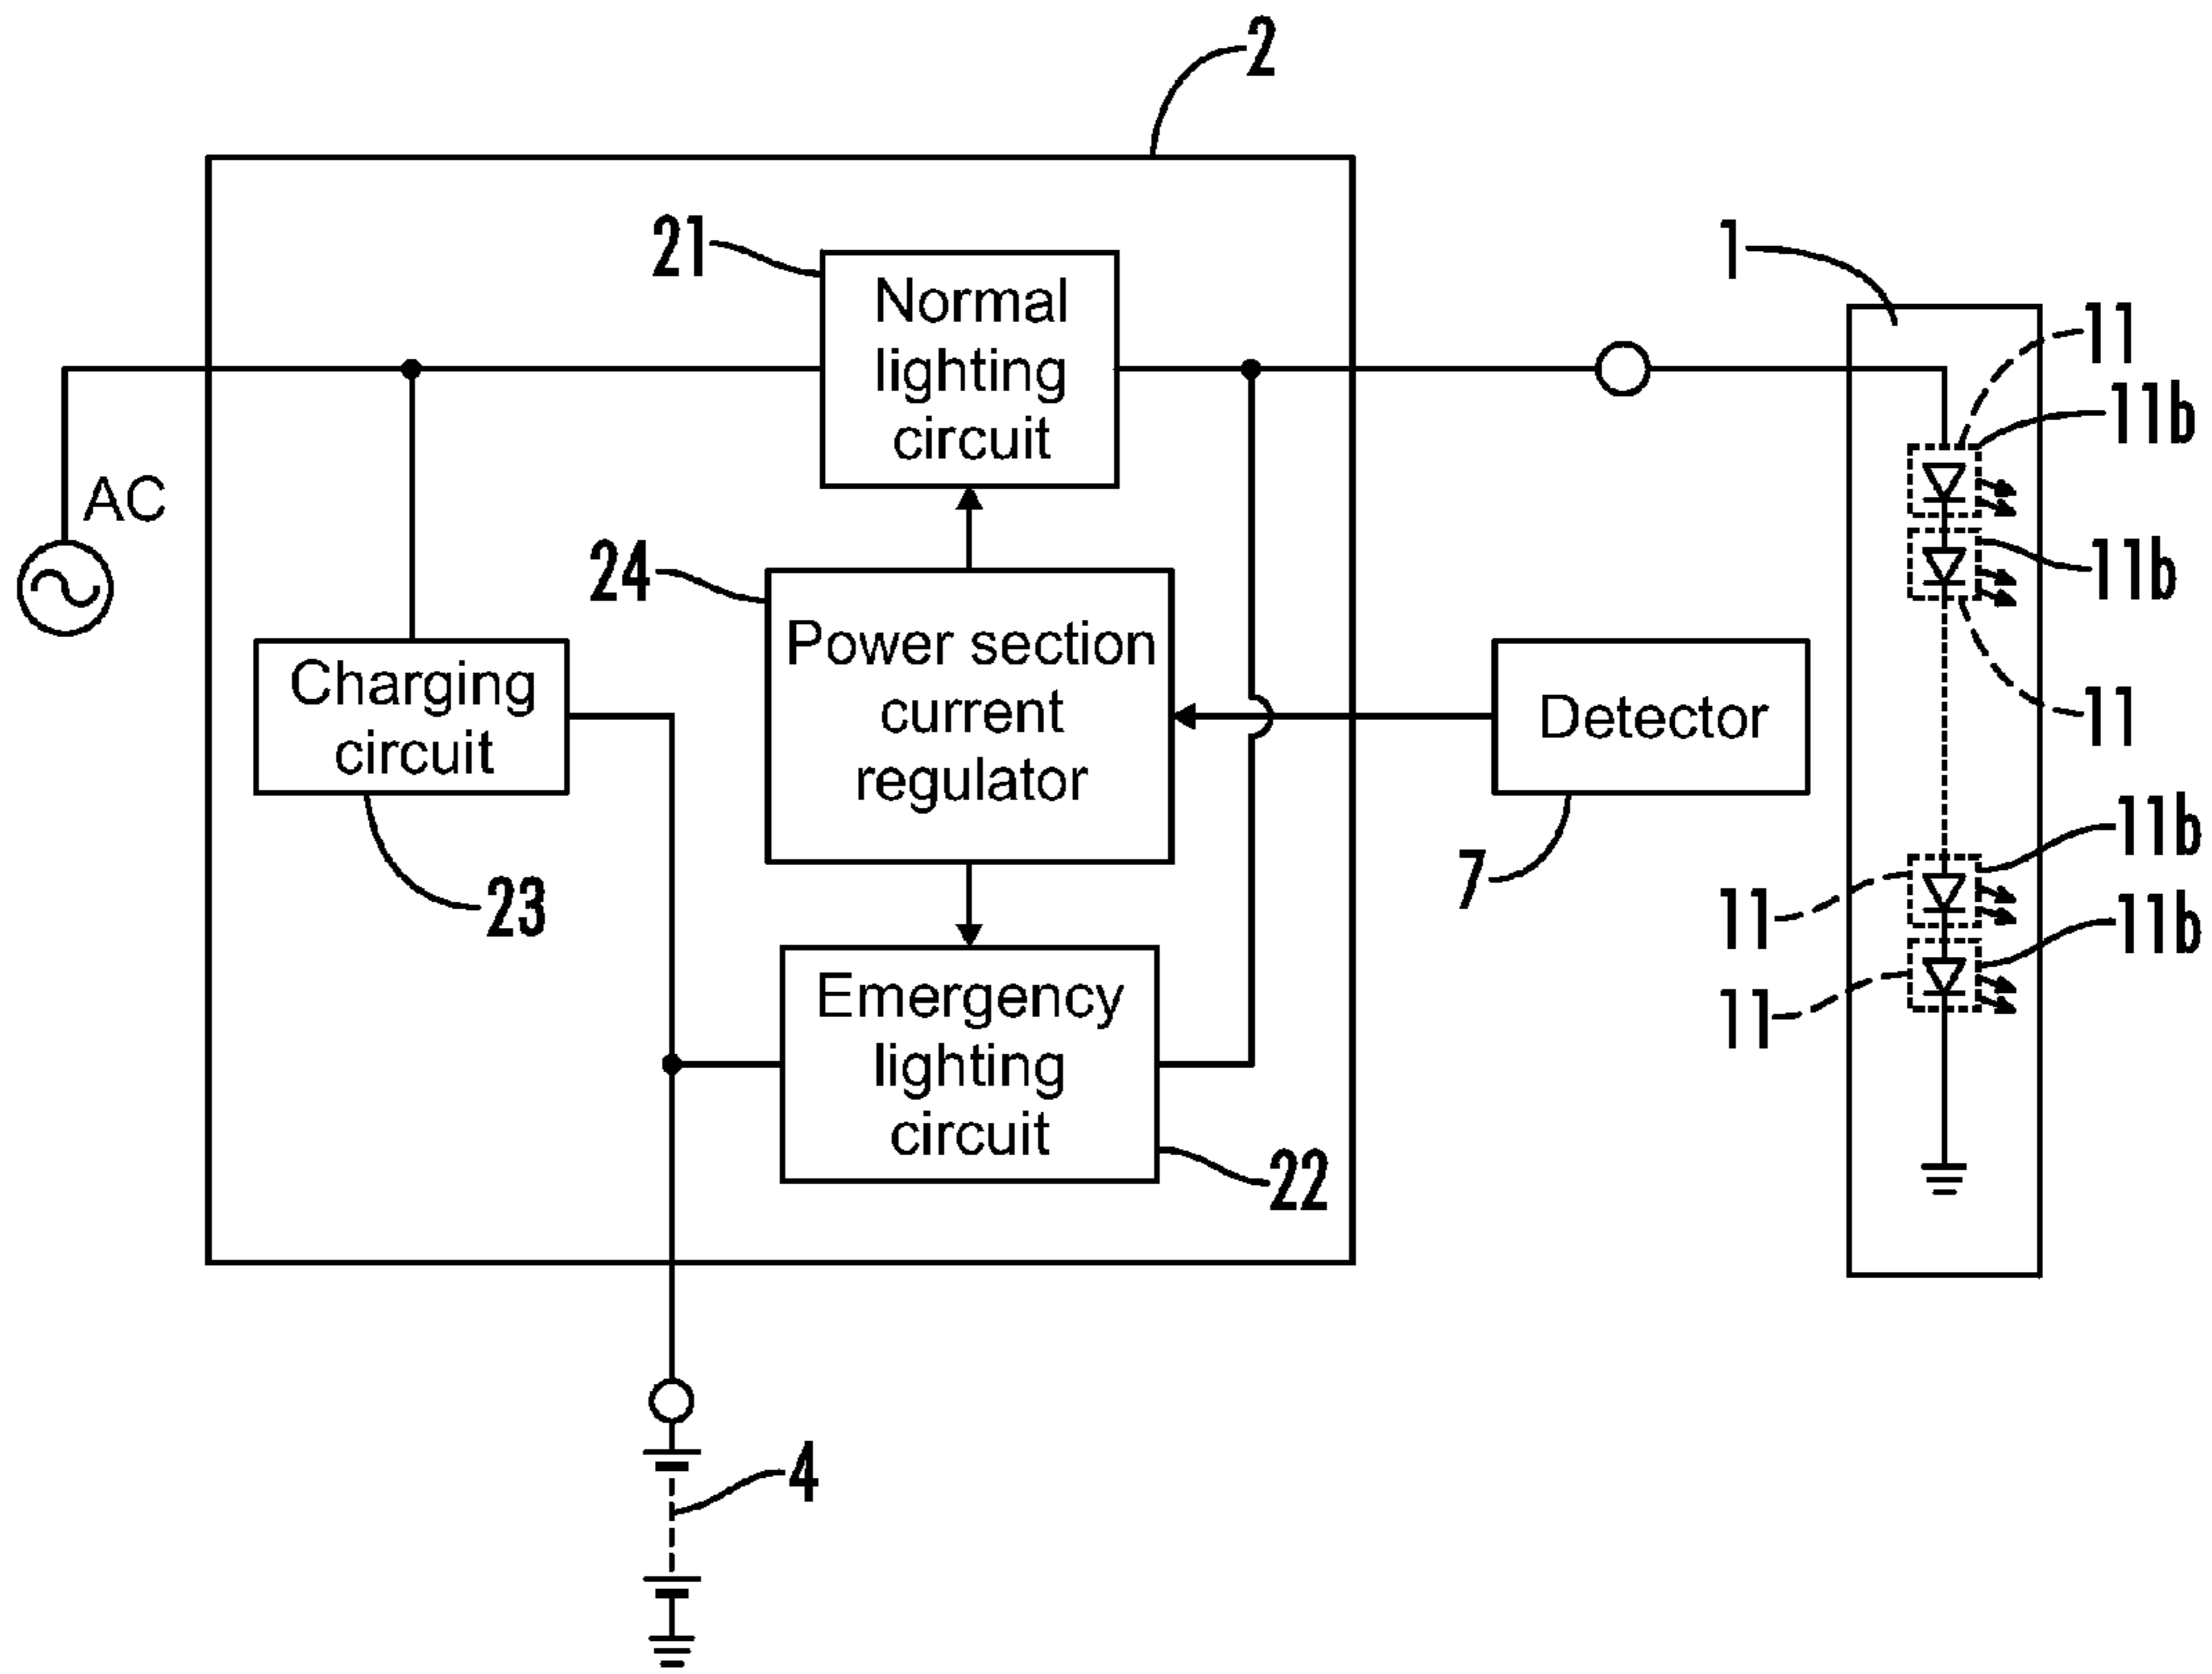 2
21
Normal
lighting
circuit
1
11
11b
AC
24
Power section
current
regulator
11b
Charging
circuit
Detector
11
23
7
11b
11
11b
11
Emergency
lighting
circuit
22
4